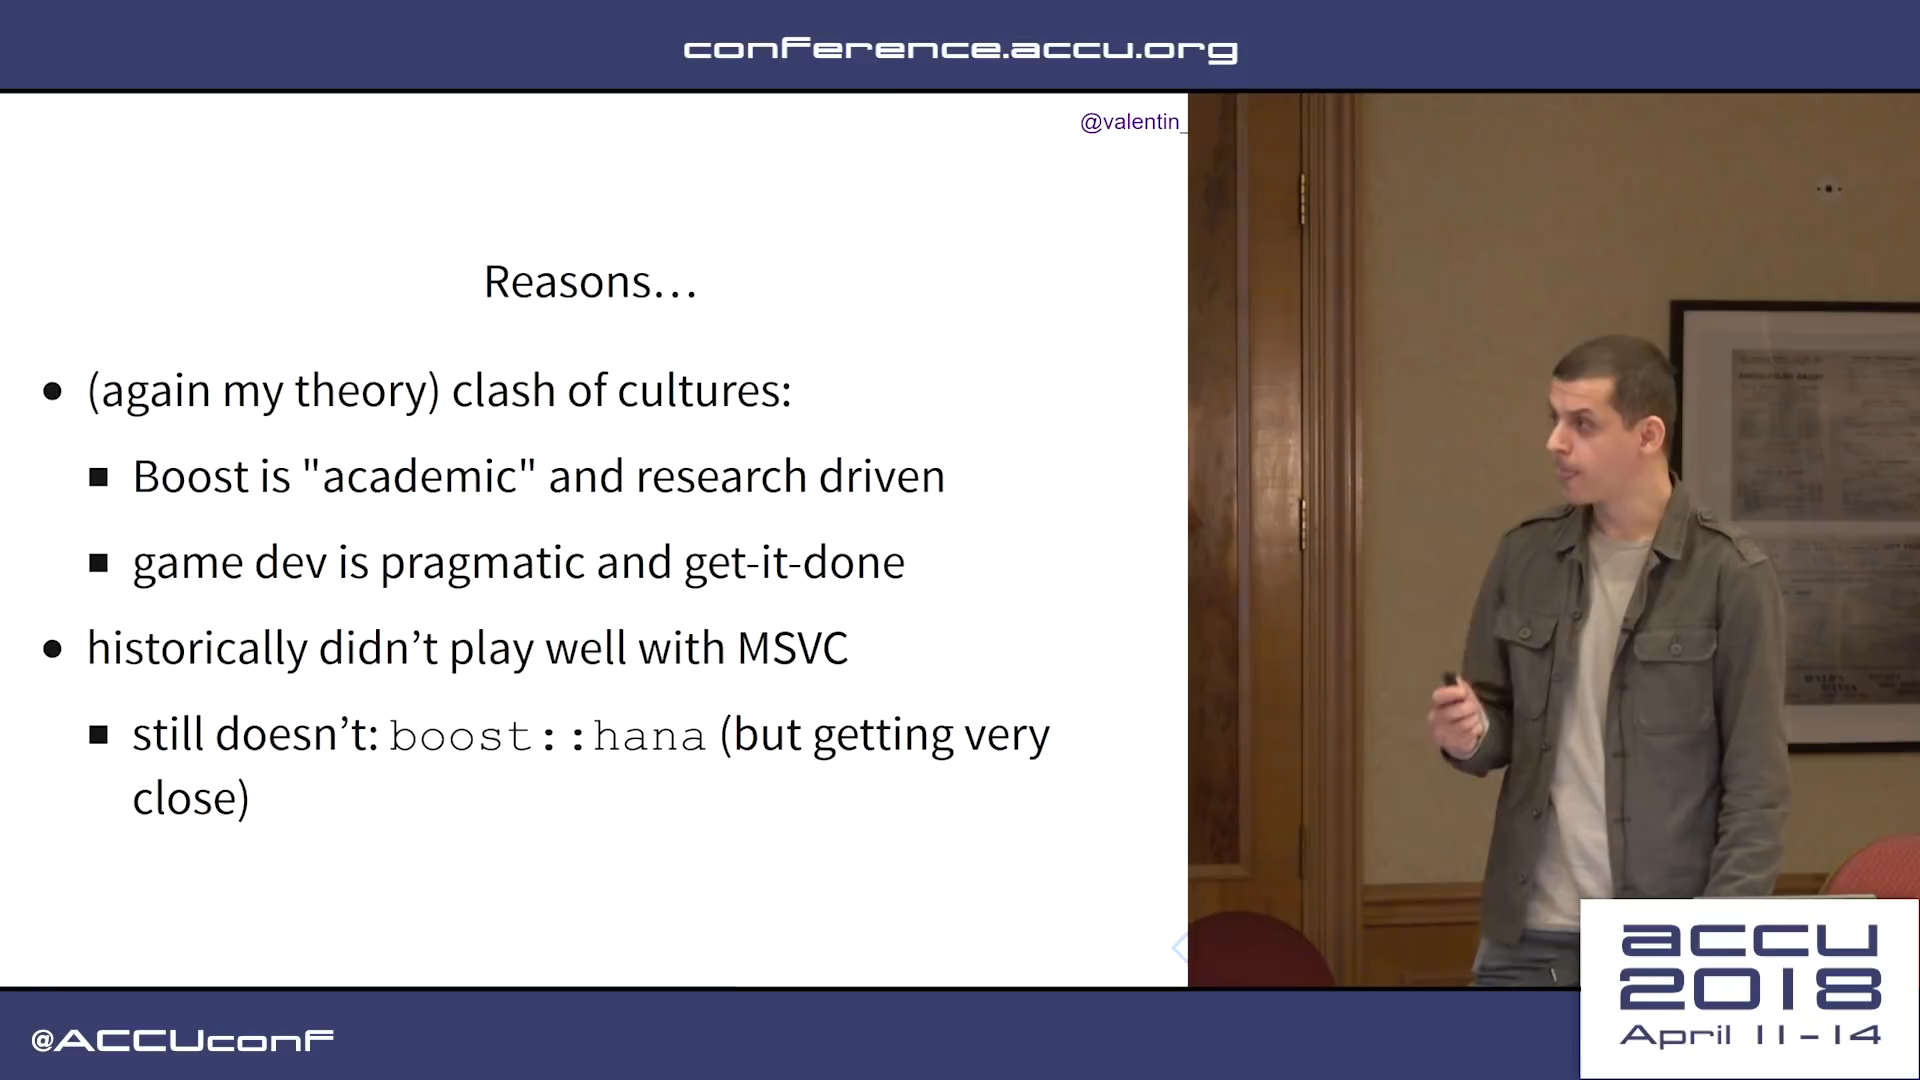 conference.accu.org
@valentin_
Reasons…
• (again my theory) clash of cultures:
▪ Boost is "academic" and research driven
▪ game dev is pragmatic and get-it-done
• historically didn’t play well with MSVC
▪ still doesn’t: boost::hana (but getting very
close)
accu
2018
April 11-14
@ACCUconf